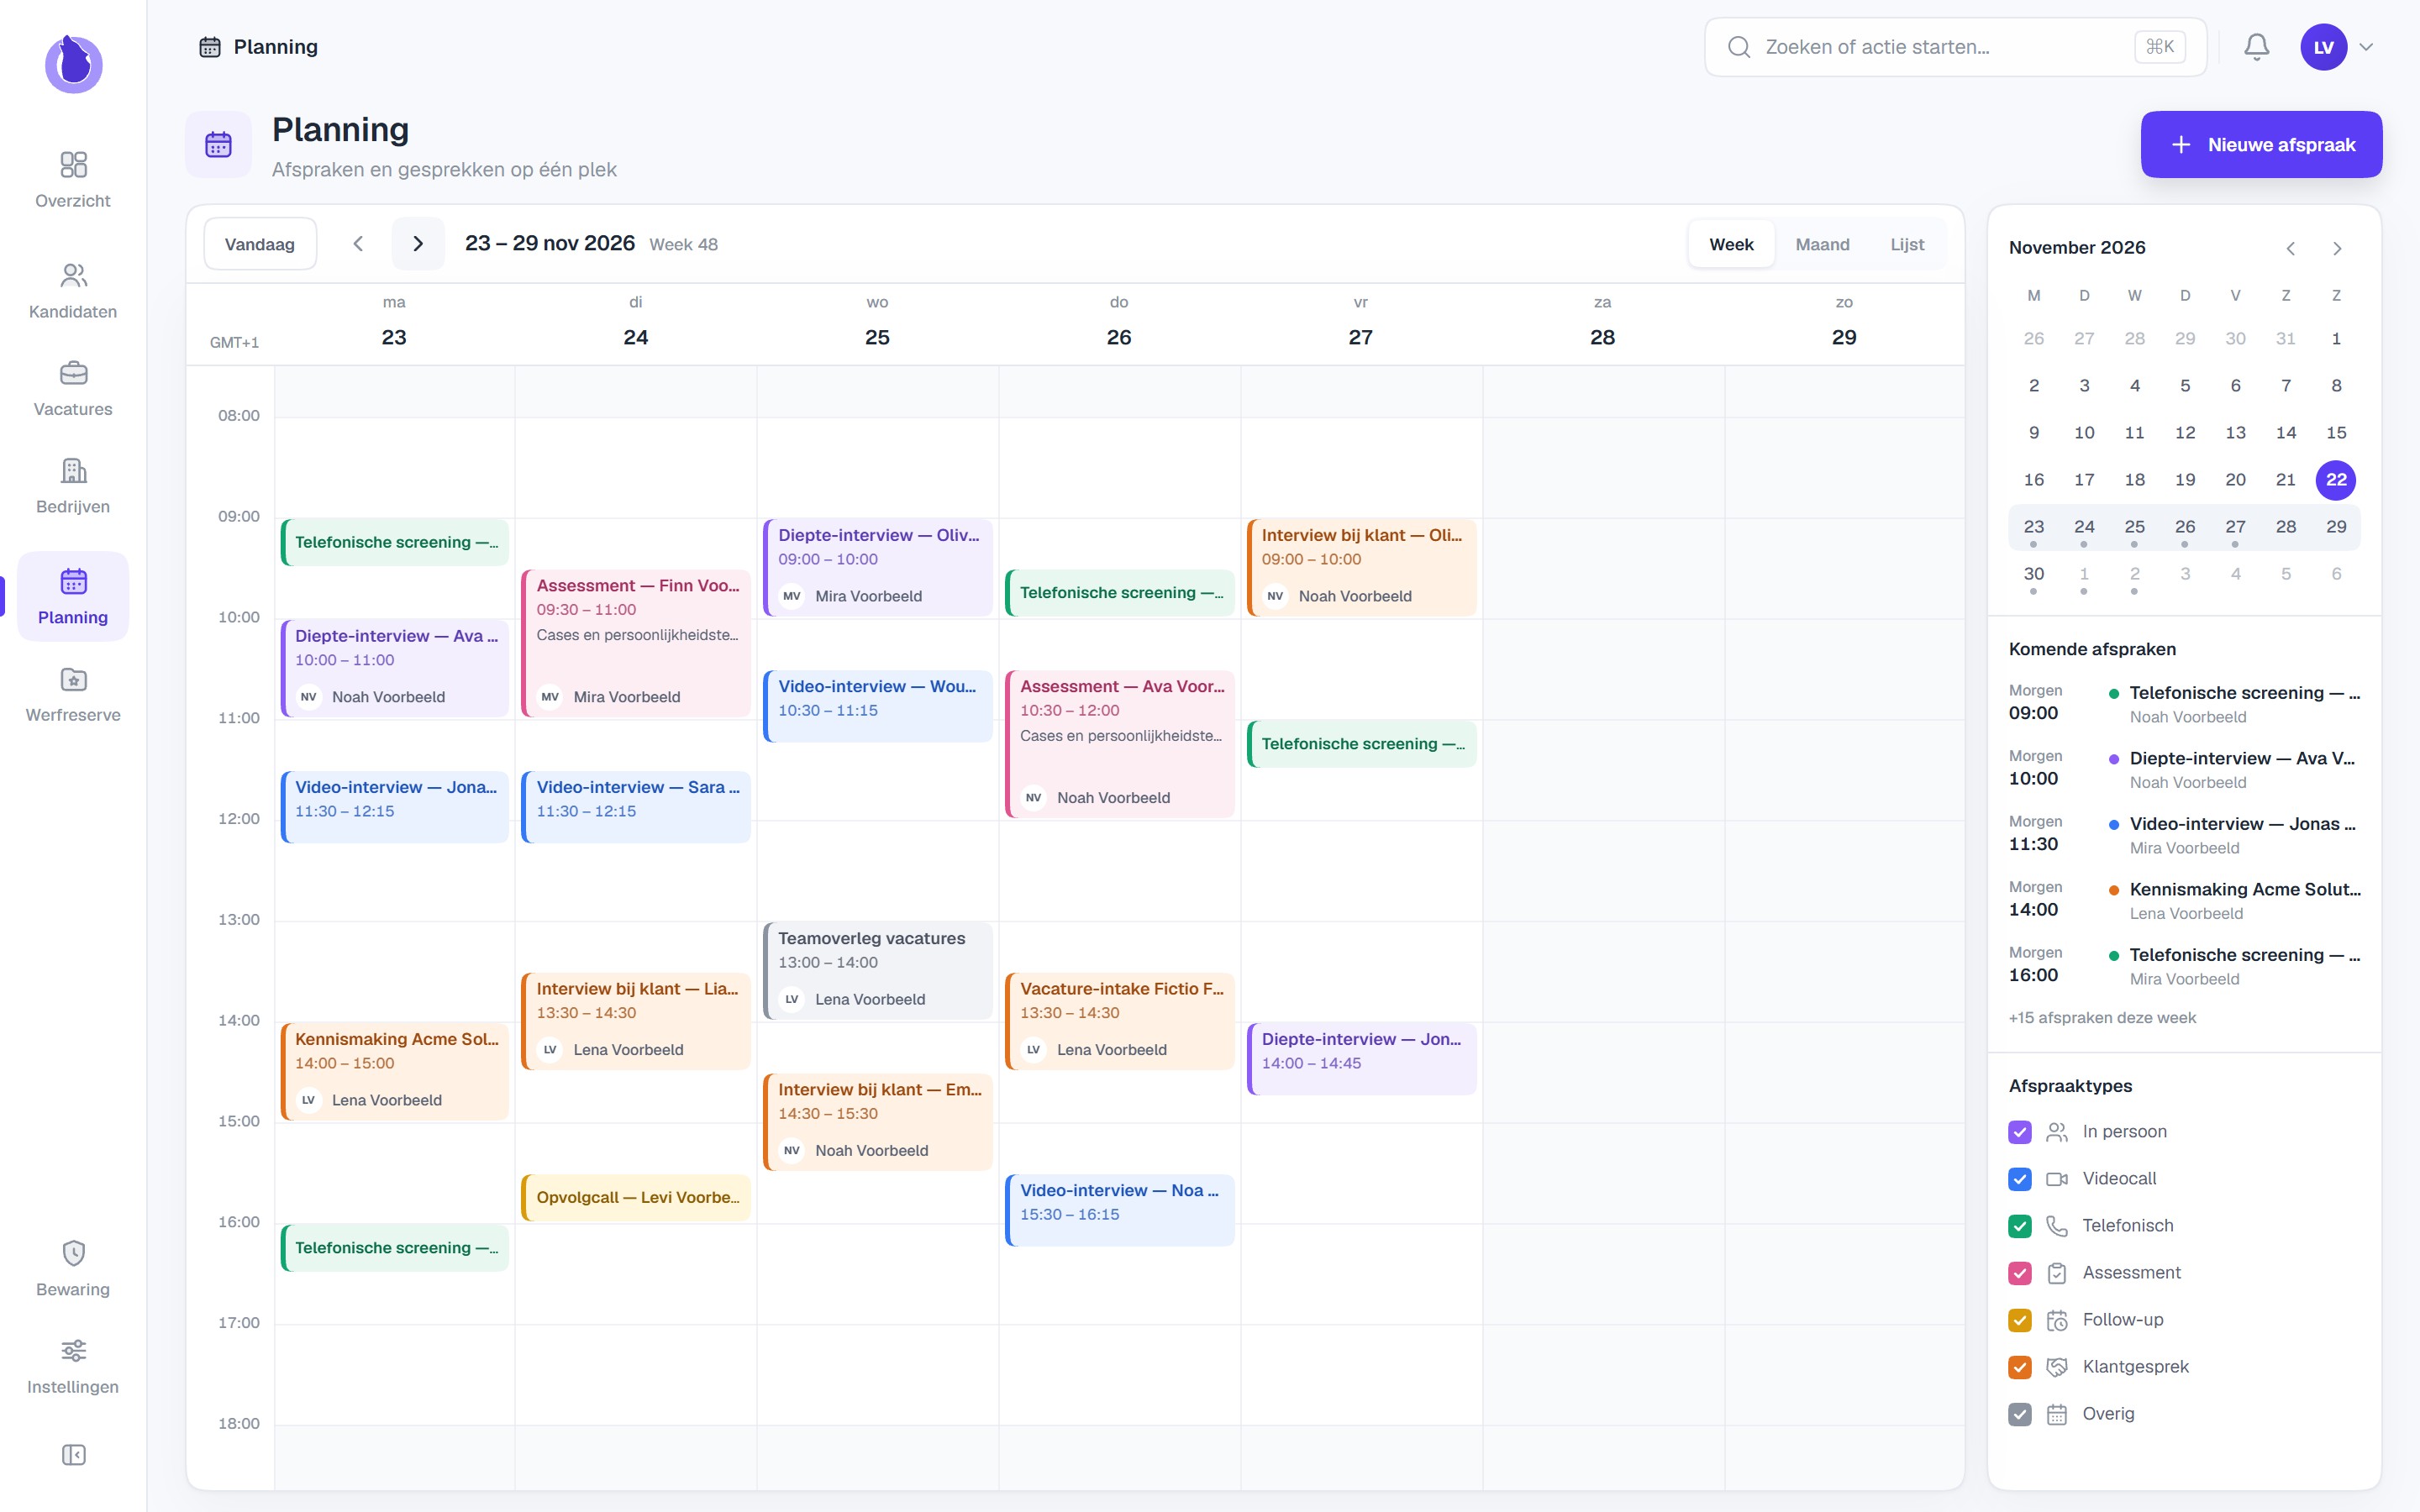 Planning
Zoeken of actie starten...
⌘K
LV
Planning
Afspraken en gesprekken op één plek
Nieuwe afspraak
Overzicht
Kandidaten
Vacatures
Bedrijven
Planning
Werfreserve
Bewaring
Instellingen
Vandaag
23 – 29 nov 2026 Week 48
Week Maand Lijst
GMT+1
ma 23
di 24
wo 25
do 26
vr 27
za 28
zo 29
08:00
09:00
10:00
11:00
12:00
13:00
14:00
15:00
16:00
17:00
18:00
Telefonische screening —...
Diepte-interview — Ava ...
10:00 – 11:00
NV Noah Voorbeeld
Video-interview — Jona...
11:30 – 12:15
Kennismaking Acme Sol...
14:00 – 15:00
LV Lena Voorbeeld
Telefonische screening —...
Assessment — Finn Voo...
09:30 – 11:00
Cases en persoonlijkheidste...
MV Mira Voorbeeld
Video-interview — Sara ...
11:30 – 12:15
Interview bij klant — Lia...
13:30 – 14:30
LV Lena Voorbeeld
Opvolgcall — Levi Voorbe...
Diepte-interview — Oliv...
09:00 – 10:00
MV Mira Voorbeeld
Video-interview — Wou...
10:30 – 11:15
Teamoverleg vacatures
13:00 – 14:00
LV Lena Voorbeeld
Interview bij klant — Em...
14:30 – 15:30
NV Noah Voorbeeld
Telefonische screening —...
Assessment — Ava Voor...
10:30 – 12:00
Cases en persoonlijkheidste...
NV Noah Voorbeeld
Vacature-intake Fictio F...
13:30 – 14:30
LV Lena Voorbeeld
Video-interview — Noa ...
15:30 – 16:15
Interview bij klant — Oli...
09:00 – 10:00
NV Noah Voorbeeld
Telefonische screening —...
Diepte-interview — Jon...
14:00 – 14:45
November 2026
M D W D V Z Z
26 27 28 29 30 31 1
2 3 4 5 6 7 8
9 10 11 12 13 14 15
16 17 18 19 20 21 22
23 24 25 26 27 28 29
30 1 2 3 4 5 6
Komende afspraken
Morgen
09:00
Telefonische screening — ...
Noah Voorbeeld
Morgen
10:00
Diepte-interview — Ava V...
Noah Voorbeeld
Morgen
11:30
Video-interview — Jonas ...
Mira Voorbeeld
Morgen
14:00
Kennismaking Acme Solut...
Lena Voorbeeld
Morgen
16:00
Telefonische screening — ...
Mira Voorbeeld
+15 afspraken deze week
Afspraaktypes
In persoon
Videocall
Telefonisch
Assessment
Follow-up
Klantgesprek
Overig